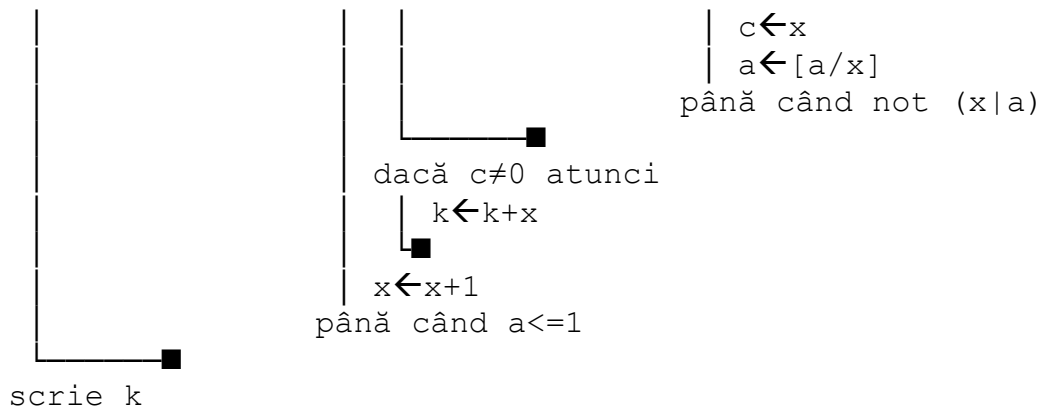 c🡨x
a🡨[a/x]
până când not (x|a)
dacă c≠0 atunci
k🡨k+x
x🡨x+1
până când a<=1
scrie k